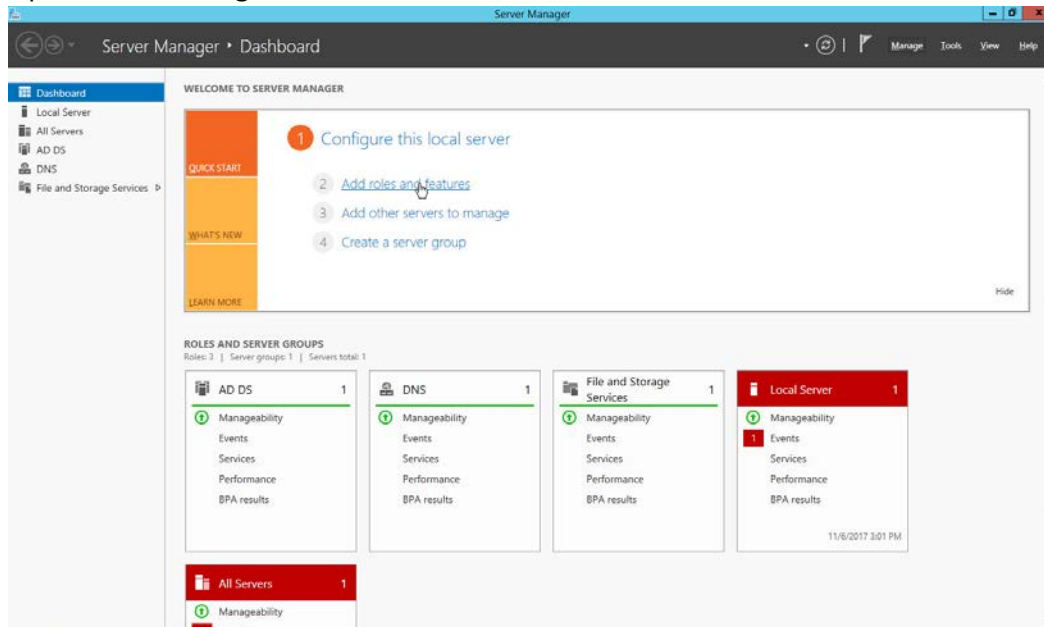 Server Manager
Server Manager • Dashboard
Manage Tools View Help
Dashboard
Local Server
All Servers
AD DS
DNS
File and Storage Services
WELCOME TO SERVER MANAGER
QUICK START
WHAT'S NEW
LEARN MORE
1 Configure this local server
2 Add roles and features
3 Add other servers to manage
4 Create a server group
Hide
ROLES AND SERVER GROUPS
Roles: 3 | Server groups: 1 | Servers total: 1
AD DS 1
Manageability
Events
Services
Performance
BPA results
DNS 1
Manageability
Events
Services
Performance
BPA results
File and Storage
Services 1
Manageability
Events
Services
Performance
BPA results
Local Server 1
Manageability
1 Events
Services
Performance
BPA results
11/6/2017 3:01 PM
All Servers 1
Manageability